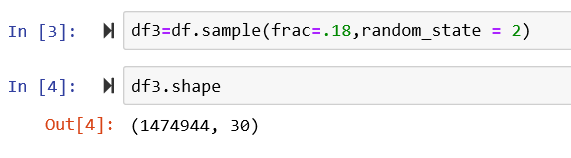 In [3]: df3=df.sample(frac=.18,random_state = 2)
In [4]: df3.shape
Out[4]: (1474944, 30)